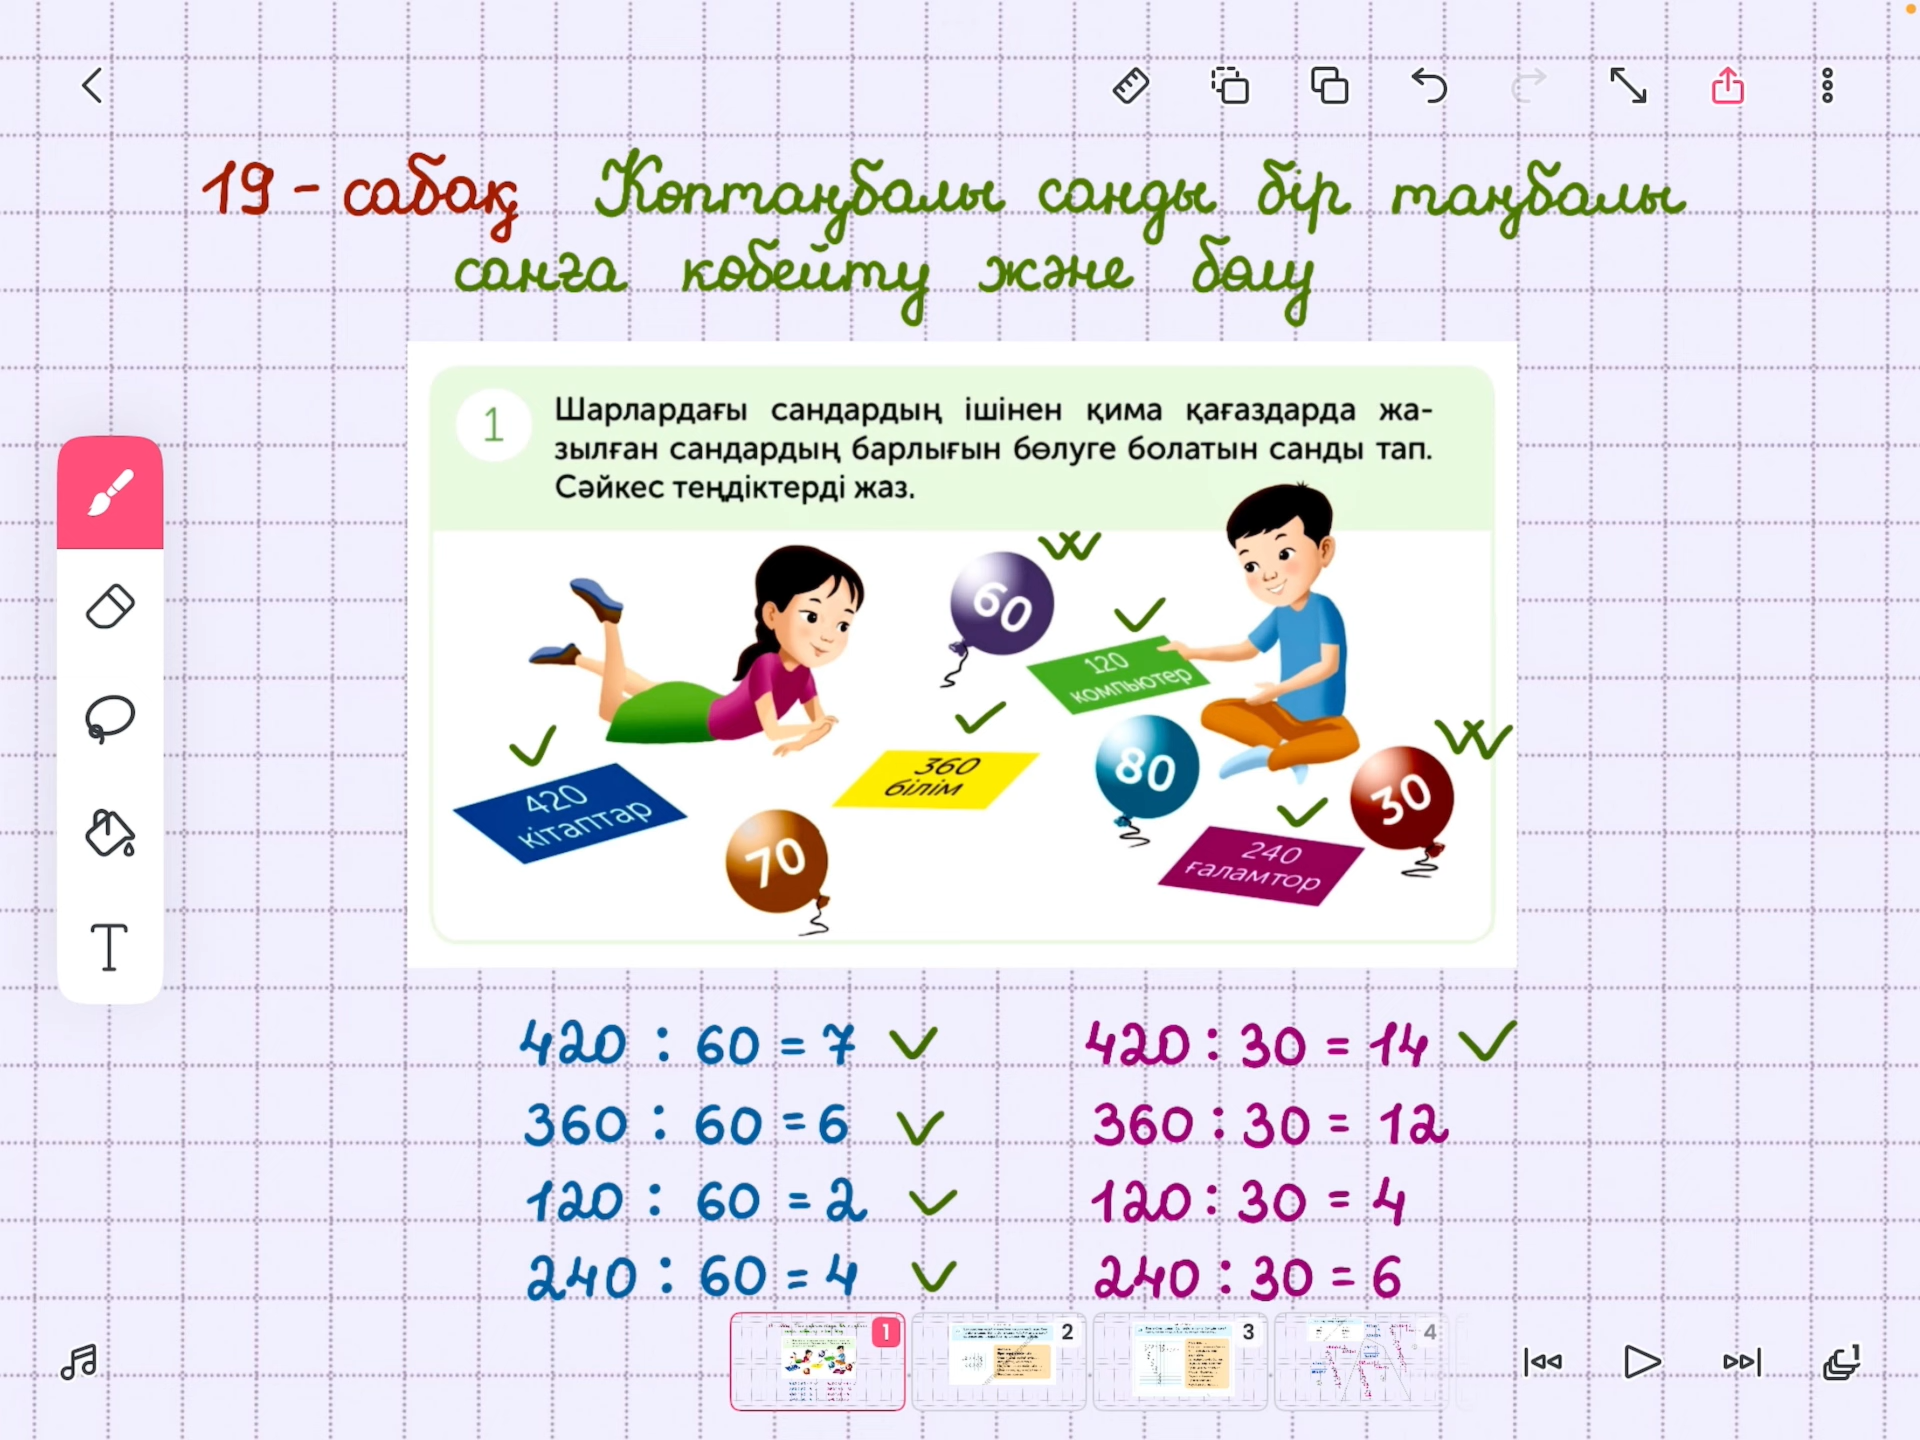 19 - сабақ Көптаңбалы санды бір таңбалы
санға көбейту және бөлу
1
Шарлардағы сандардың ішінен қима қағаздарда жа-
зылған сандардың барлығын бөлуге болатын санды тап.
Сәйкес теңдіктерді жаз.
60
120
компьютер
420
кітаптар
360
білім
80
30
70
240
ғаламтор
420 : 60 = 7
360 : 60 = 6
120 : 60 = 2
240 : 60 = 4
420 : 30 = 14
360 : 30 = 12
120 : 30 = 4
240 : 30 = 6
T
1
2
3
4